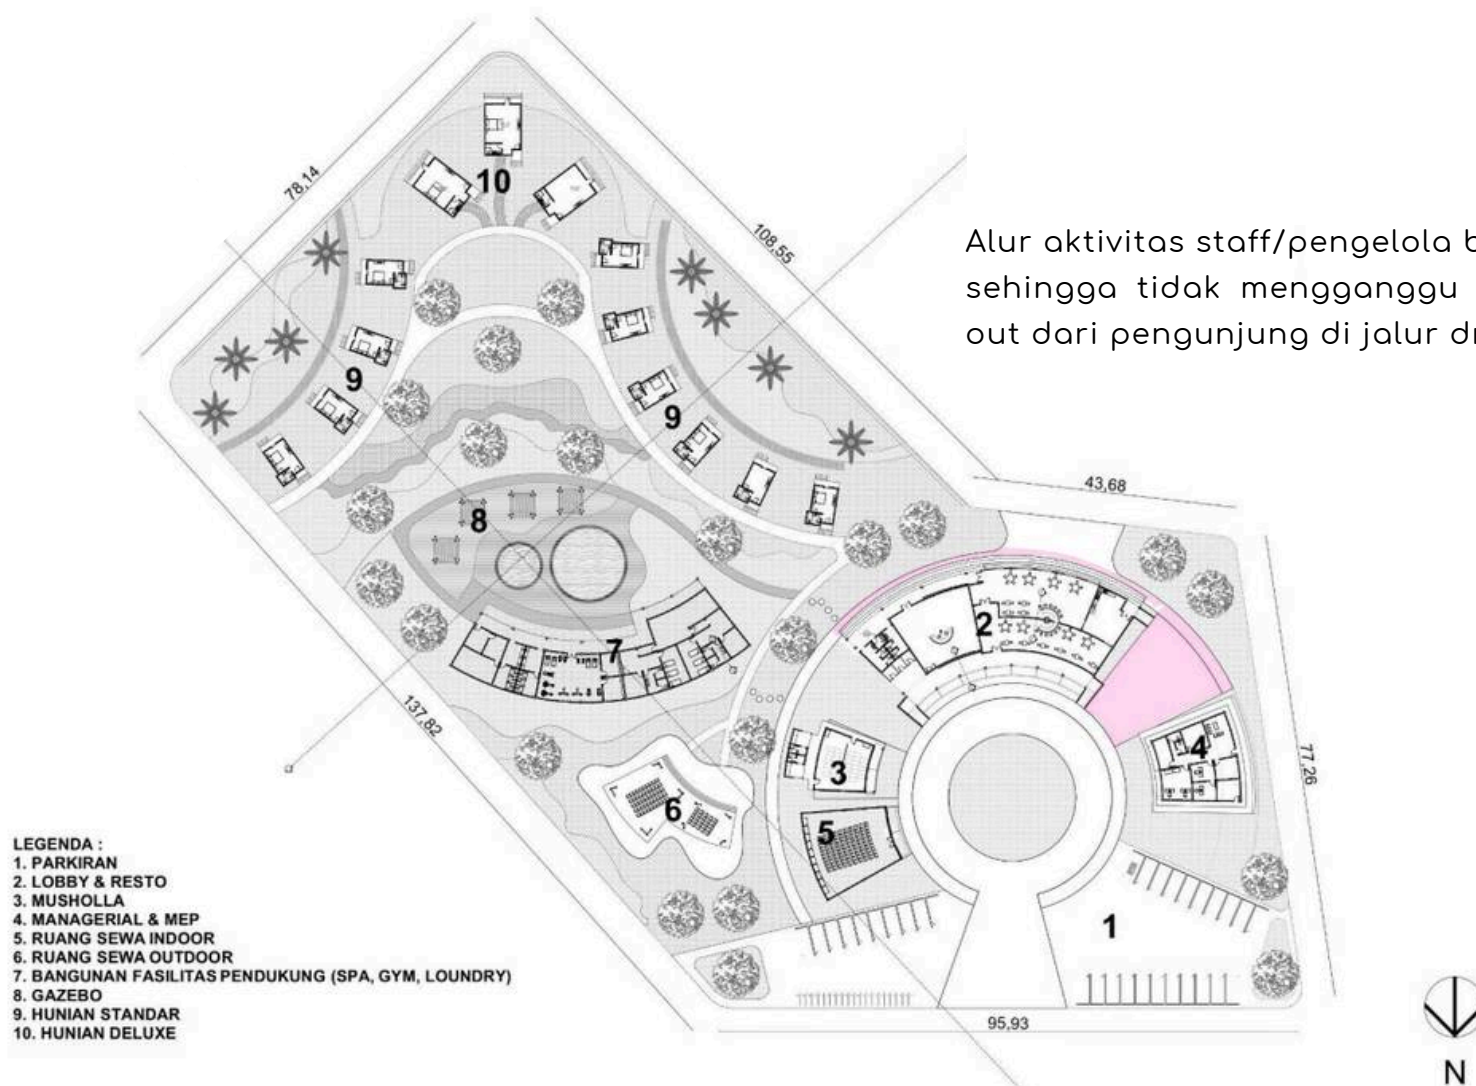 78,14
108,55
10
Alur aktivitas staff/pengelola
sehingga tidak mengganggu
out dari pengunjung di jalur
9
9
43,68
8
2
7
137,82
4
77,26
3
6
5
1
LEGENDA :
1. PARKIRAN
2. LOBBY & RESTO
3. MUSHOLLA
4. MANAGERIAL & MEP
5. RUANG SEWA INDOOR
6. RUANG SEWA OUTDOOR
7. BANGUNAN FASILITAS PENDUKUNG (SPA, GYM, LOUNDRY)
8. GAZEBO
9. HUNIAN STANDAR
10. HUNIAN DELUXE
95,93
N